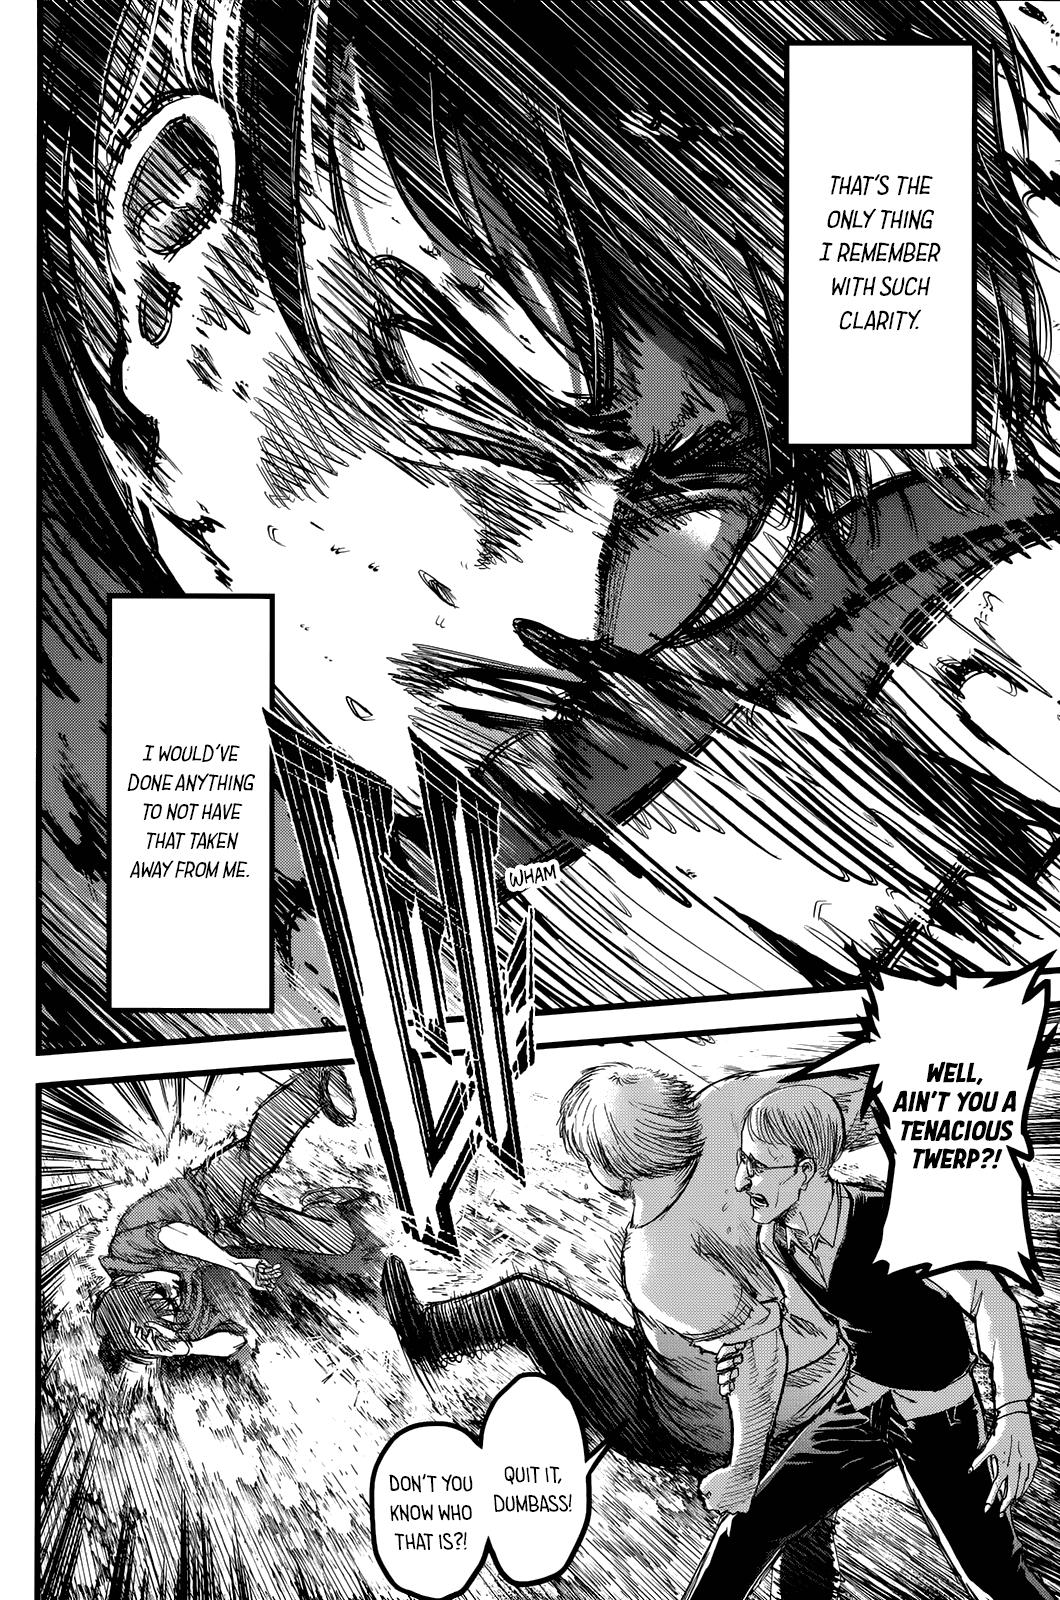 THAT'S THE
ONLY THING
I REMEMBER
WITH SUCH
CLARITY.
I WOULD'VE
DONE ANYTHING
TO NOT HAVE
THAT TAKEN
AWAY FROM ME.
WHAM
WELL,
AIN'T YOU A
TENACIOUS
TWERP?!
QUIT IT,
DUMBASS!
DON'T YOU
KNOW WHO
THAT IS?!